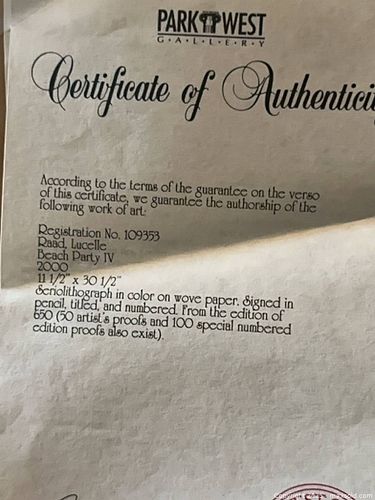 PARK WEST
G·A·L·L·E·R·Y
Certificate of Authentici
According to the terms of the guarantee on the verso
of this certificate, we guarantee the authorship of the
following work of art:
Registration No. 109353
Raad, Lucelle
Beach Party IV
2000
11 1/2" x 30 1/2"
Seriolithograph in color on wove paper. Signed in
pencil, titled, and numbered. From the edition of
650 (50 artist's proofs and 100 special numbered
edition proofs also exist).